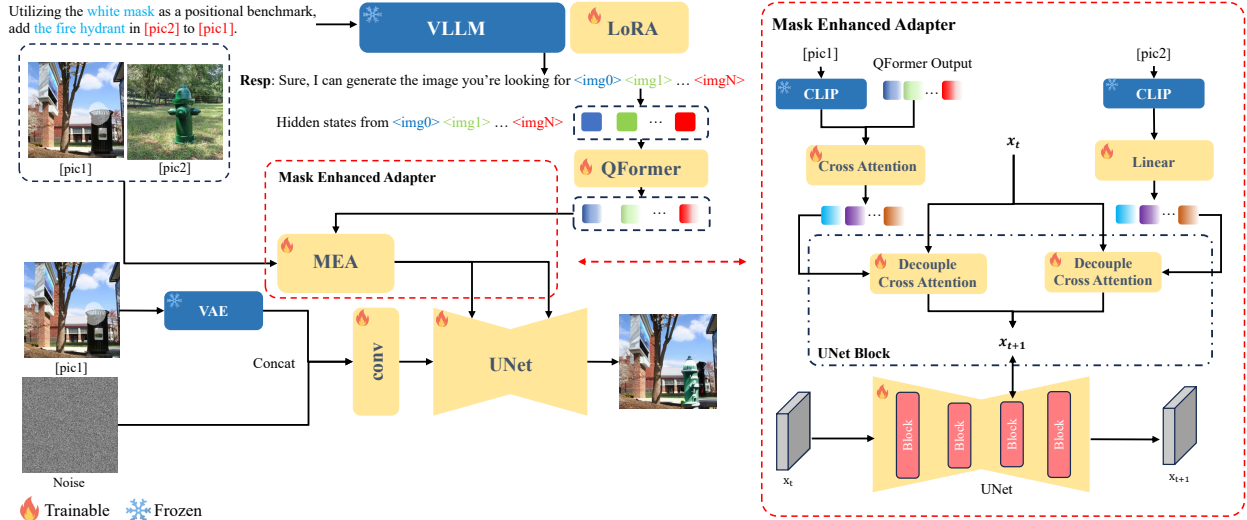 Utilizing the white mask as a positional benchmark,
add the fire hydrant in [pic2] to [pic1].
VLLM
LoRA
Resp: Sure, I can generate the image you're looking for <img0> <img1> … <imgN>
Hidden states from <img0> <img1> … <imgN>
...
[pic1]
[pic2]
QFormer
Mask Enhanced Adapter
...
MEA
VAE
[pic1]
Concat
conv
UNet
Noise
Trainable
Frozen
Mask Enhanced Adapter
[pic1]
QFormer Output
[pic2]
CLIP
...
CLIP
Cross Attention
x_t
Linear
...
...
Decouple
Cross Attention
Decouple
Cross Attention
x_{t+1}
UNet Block
Block
Block
Block
Block
x_t
UNet
x_{t+1}